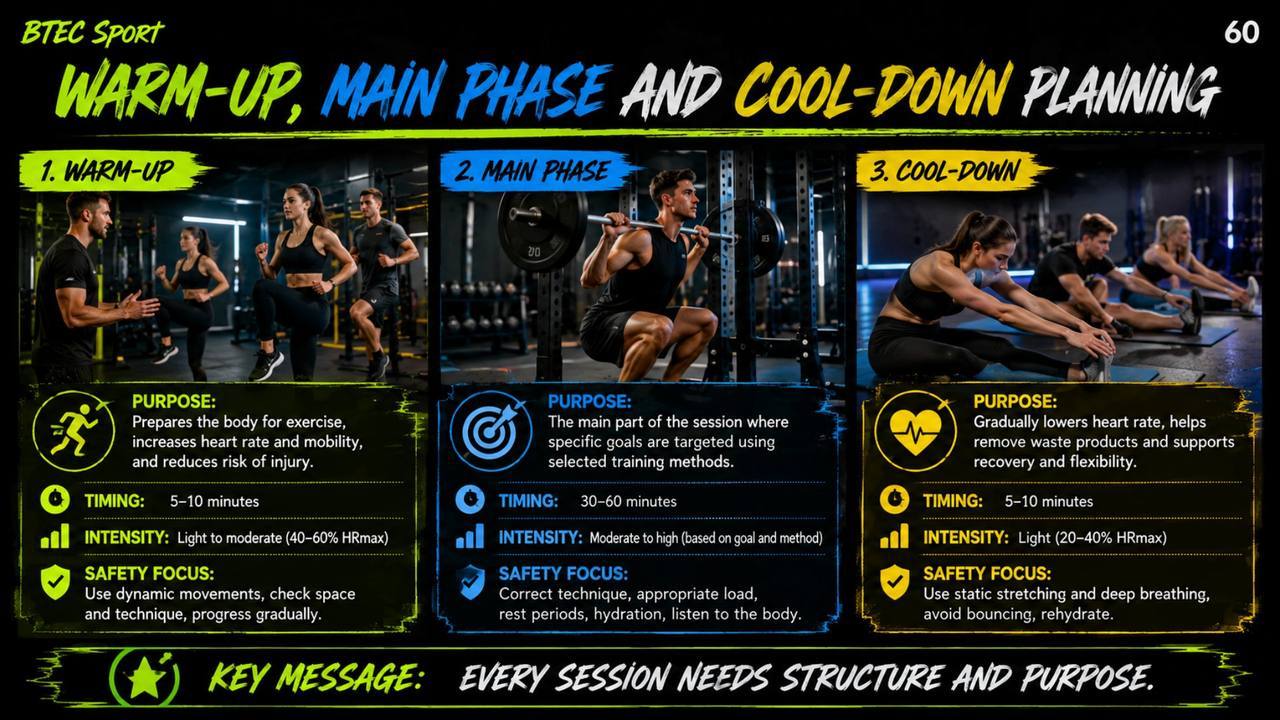 BTEC Sport
60
WARM-UP, MAIN PHASE AND COOL-DOWN PLANNING
1. WARM-UP
PURPOSE:
Prepares the body for exercise,
increases heart rate and mobility,
and reduces risk of injury.
TIMING: 5–10 minutes
INTENSITY: Light to moderate (40–60% HRmax)
SAFETY FOCUS:
Use dynamic movements, check space
and technique, progress gradually.
2. MAIN PHASE
PURPOSE:
The main part of the session where
specific goals are targeted using
selected training methods.
TIMING: 30–60 minutes
INTENSITY: Moderate to high (based on goal and method)
SAFETY FOCUS:
Correct technique, appropriate load,
rest periods, hydration, listen to the body.
3. COOL-DOWN
PURPOSE:
Gradually lowers heart rate, helps
remove waste products and supports
recovery and flexibility.
TIMING: 5–10 minutes
INTENSITY: Light (20–40% HRmax)
SAFETY FOCUS:
Use static stretching and deep breathing,
avoid bouncing, rehydrate.
KEY MESSAGE: EVERY SESSION NEEDS STRUCTURE AND PURPOSE.